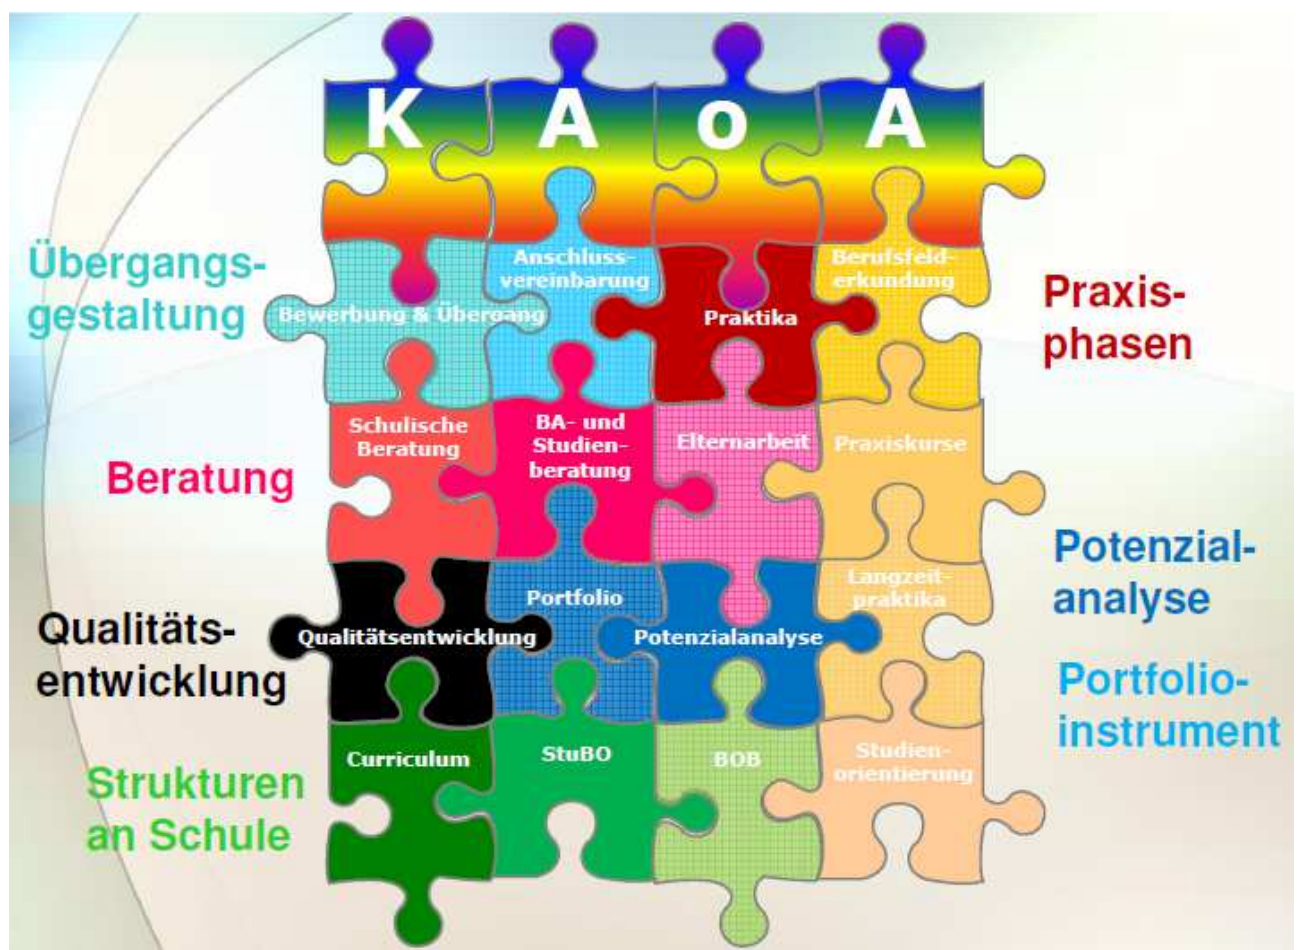 K A o A
Übergangs-
gestaltung
Bewerbung & Übergang
Anschluss-
vereinbarung
Praktika
Berufsfeld-
erkundung
Praxis-
phasen
Beratung
Schulische
Beratung
BA- und
Studien-
beratung
Elternarbeit
Praxiskurse
Potenzial-
analyse
Qualitäts-
entwicklung
Qualitätsentwicklung
Portfolio
Potenzialanalyse
Langzeit-
praktika
Portfolio-
instrument
Strukturen
an Schule
Curriculum
StuBO
BOB
Studien-
orientierung